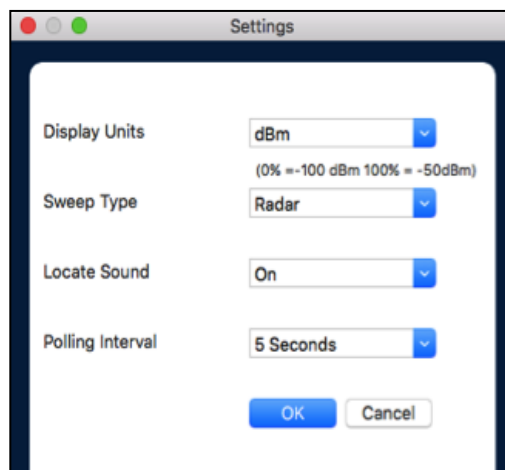 Settings
Display Units
dBm
(0% =-100 dBm 100% = -50dBm)
Sweep Type
Radar
Locate Sound
On
Polling Interval
5 Seconds
OK
Cancel